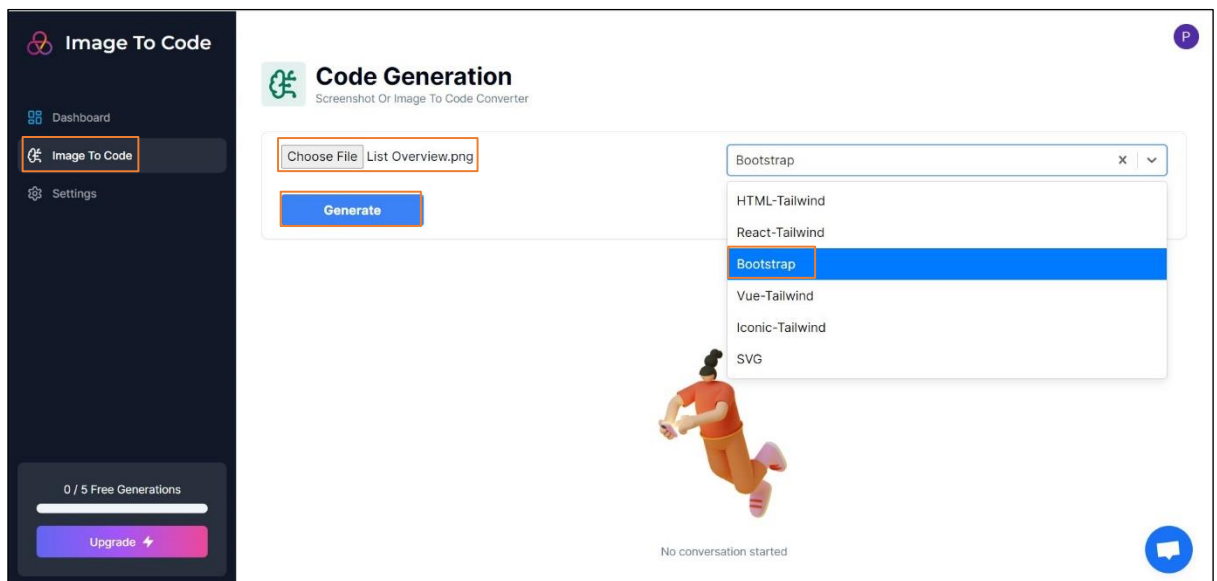 Image To Code
P
Dashboard
Image To Code
Settings
0 / 5 Free Generations
Upgrade
Code Generation
Screenshot Or Image To Code Converter
Choose File List Overview.png
Generate
Bootstrap
HTML-Tailwind
React-Tailwind
Bootstrap
Vue-Tailwind
Iconic-Tailwind
SVG
No conversation started